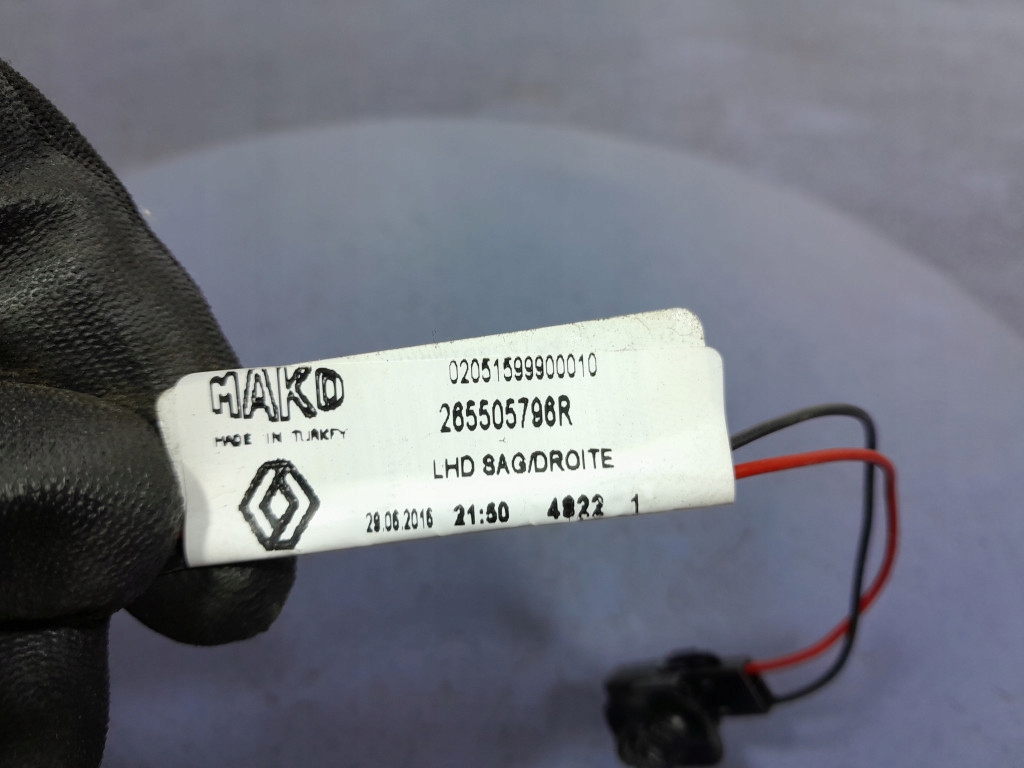 MAKO
MADE IN TURKEY
02051599900010
265505796R
LHD SAG/DROITE
29.06.2016 21:50 4822 1